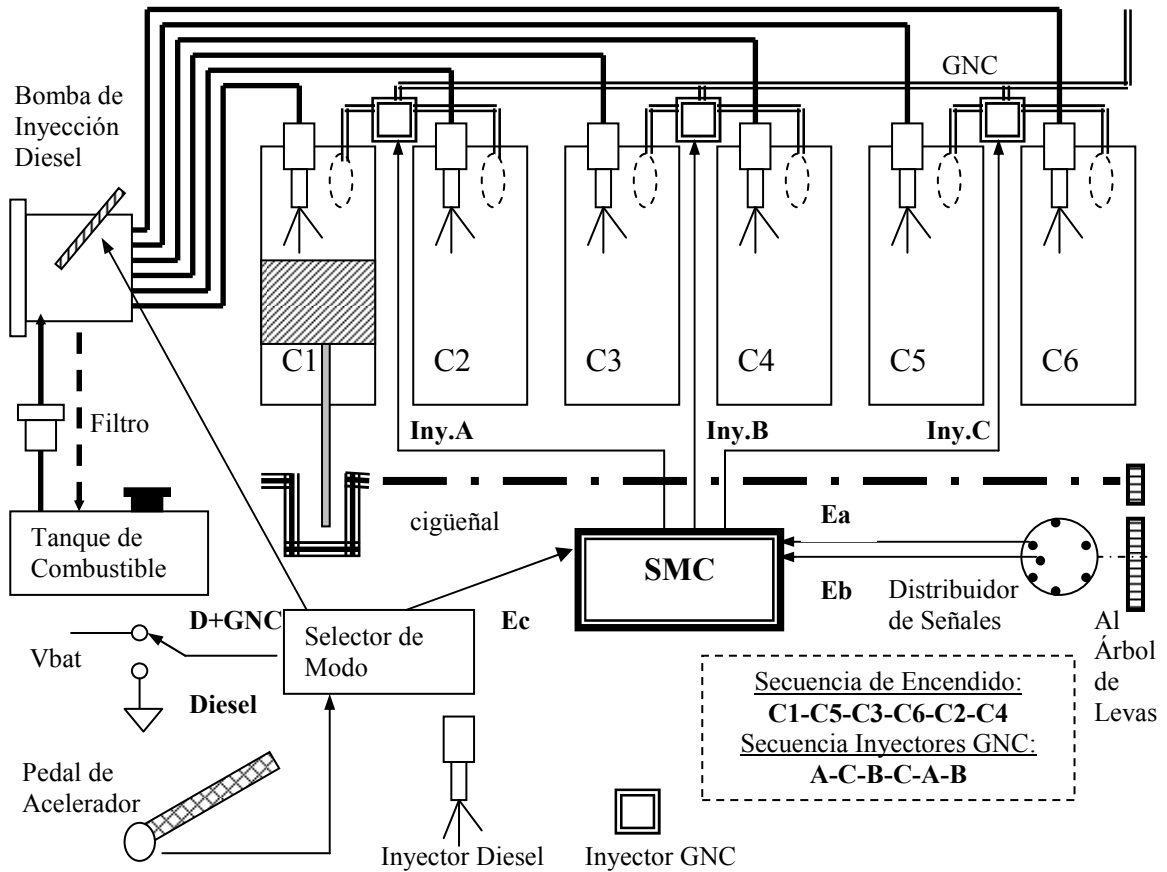 GNC
Bomba de
Inyección
Diesel
C1
C2
C3
C4
C5
C6
Filtro
Iny.A
Iny.B
Iny.C
cigüeñal
Tanque de
Combustible
SMC
Ea
Eb
Distribuidor
de Señales
Al
Árbol
de
Levas
D+GNC
Vbat
Diesel
Selector de
Modo
Ec
Secuencia de Encendido:
C1-C5-C3-C6-C2-C4
Secuencia Inyectores GNC:
A-C-B-C-A-B
Pedal de
Acelerador
Inyector Diesel
Inyector GNC